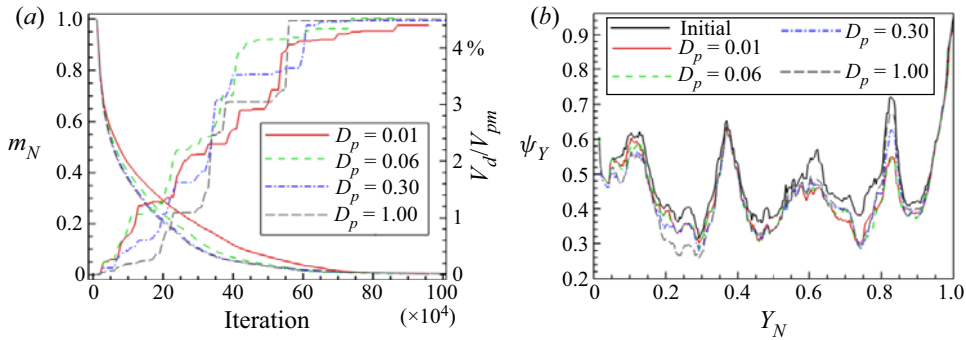 (a)
1.0
0.8
0.6
0.4
0.2
0
m_N
4 %
3
2
1
0
V_d/V_pm
D_p = 0.01
D_p = 0.06
D_p = 0.30
D_p = 1.00
0 20 40 60 80 100
Iteration (×10⁴)
(b)
0.9
0.8
0.7
0.6
0.5
0.4
0.3
0.2
ψ_Y
Initial
D_p = 0.01
D_p = 0.06
D_p = 0.30
D_p = 1.00
0 0.2 0.4 0.6 0.8 1.0
Y_N